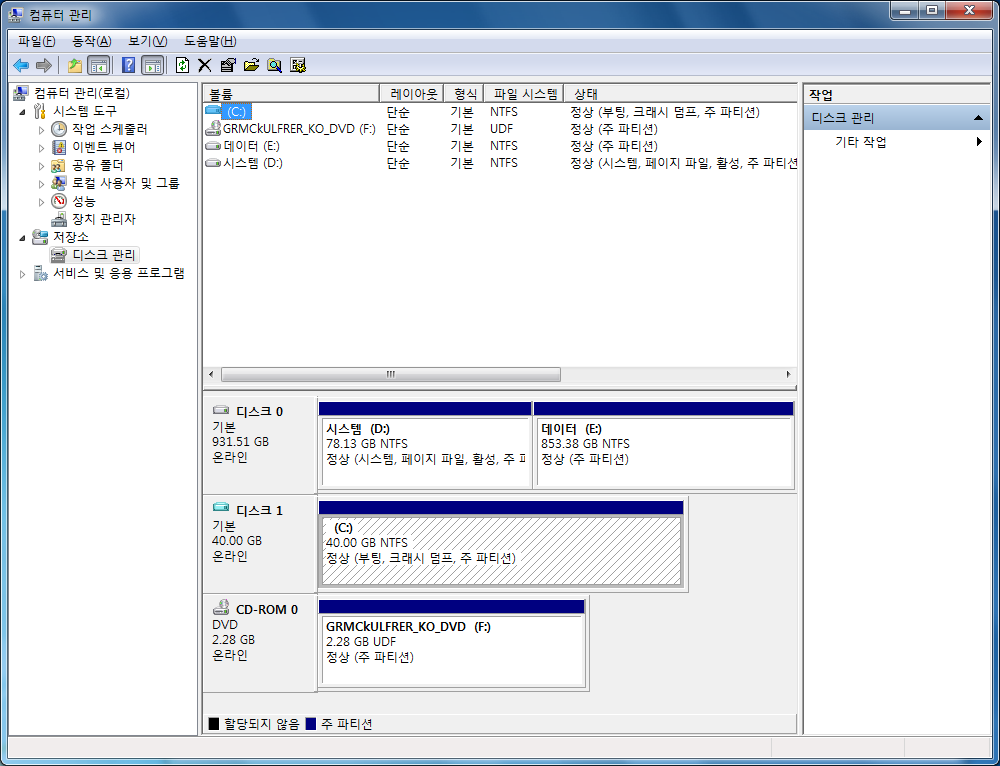 컴퓨터 관리
파일(F) 동작(A) 보기(V) 도움말(H)
컴퓨터 관리(로컬)
시스템 도구
작업 스케줄러
이벤트 뷰어
공유 폴더
로컬 사용자 및 그룹
성능
장치 관리자
저장소
디스크 관리
서비스 및 응용 프로그램
볼륨 레이아웃 형식 파일 시스템 상태
(C:) 단순 기본 NTFS 정상 (부팅, 크래시 덤프, 주 파티션)
GRMCkULFRER_KO_DVD (F:) 단순 기본 UDF 정상 (주 파티션)
데이터 (E:) 단순 기본 NTFS 정상 (주 파티션)
시스템 (D:) 단순 기본 NTFS 정상 (시스템, 페이지 파일, 활성, 주 파티션
디스크 0
기본
931.51 GB
온라인
시스템 (D:)
78.13 GB NTFS
정상 (시스템, 페이지 파일, 활성, 주 파
데이터 (E:)
853.38 GB NTFS
정상 (주 파티션)
디스크 1
기본
40.00 GB
온라인
(C:)
40.00 GB NTFS
정상 (부팅, 크래시 덤프, 주 파티션)
CD-ROM 0
DVD
2.28 GB
온라인
GRMCkULFRER_KO_DVD (F:)
2.28 GB UDF
정상 (주 파티션)
할당되지 않음 주 파티션
작업
디스크 관리
기타 작업